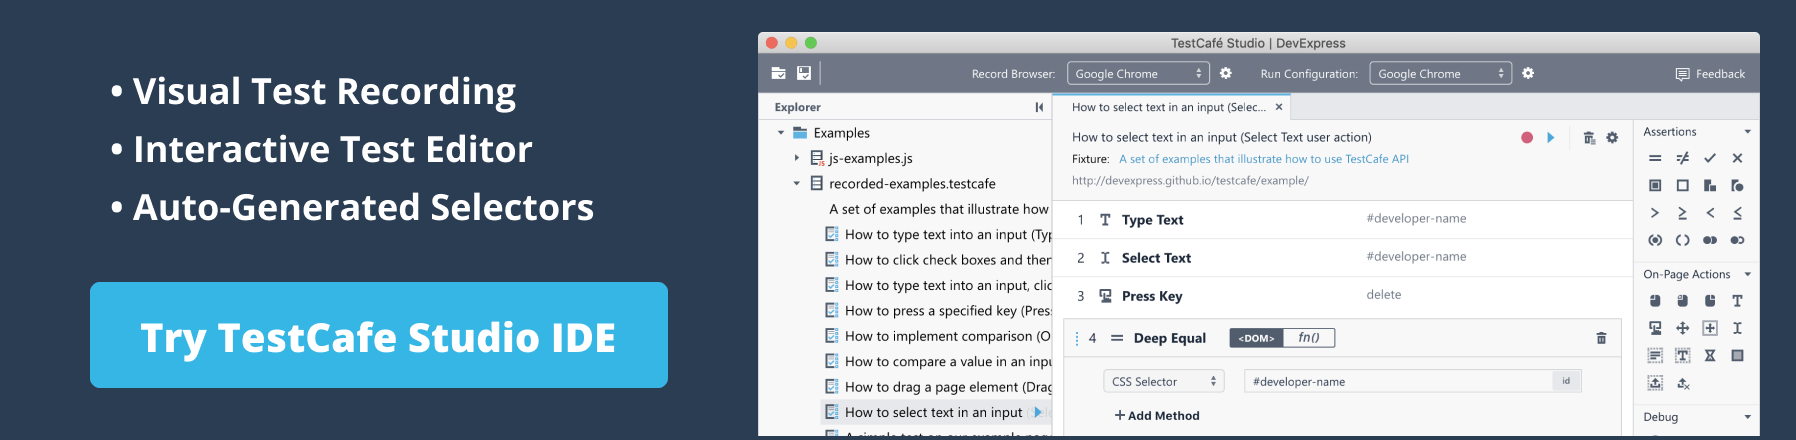 • Visual Test Recording
• Interactive Test Editor
• Auto-Generated Selectors
Try TestCafe Studio IDE
TestCafé Studio | DevExpress
Record Browser: Google Chrome Run Configuration: Google Chrome Feedback
Explorer
Examples
js-examples.js
recorded-examples.testcafe
A set of examples that illustrate how
How to type text into an input (Typ
How to click check boxes and then
How to type text into an input, clic
How to press a specified key (Pres
How to implement comparison (O
How to compare a value in an inpu
How to drag a page element (Drag
How to select text in an input
How to select text in an input (Selec... ×
How to select text in an input (Select Text user action)
Fixture: A set of examples that illustrate how to use TestCafe API
http://devexpress.github.io/testcafe/example/
1 Type Text #developer-name
2 Select Text #developer-name
3 Press Key delete
4 Deep Equal <DOM> fn()
CSS Selector #developer-name id
+ Add Method
Assertions
On-Page Actions
Debug